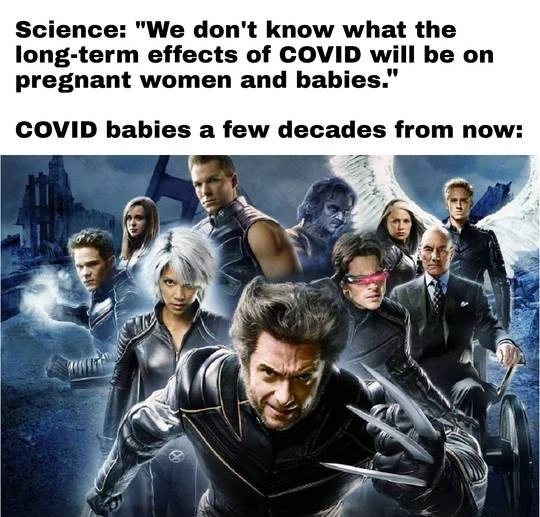 Science: "We don't know what the
long-term effects of COVID will be on
pregnant women and babies."
COVID babies a few decades from now: